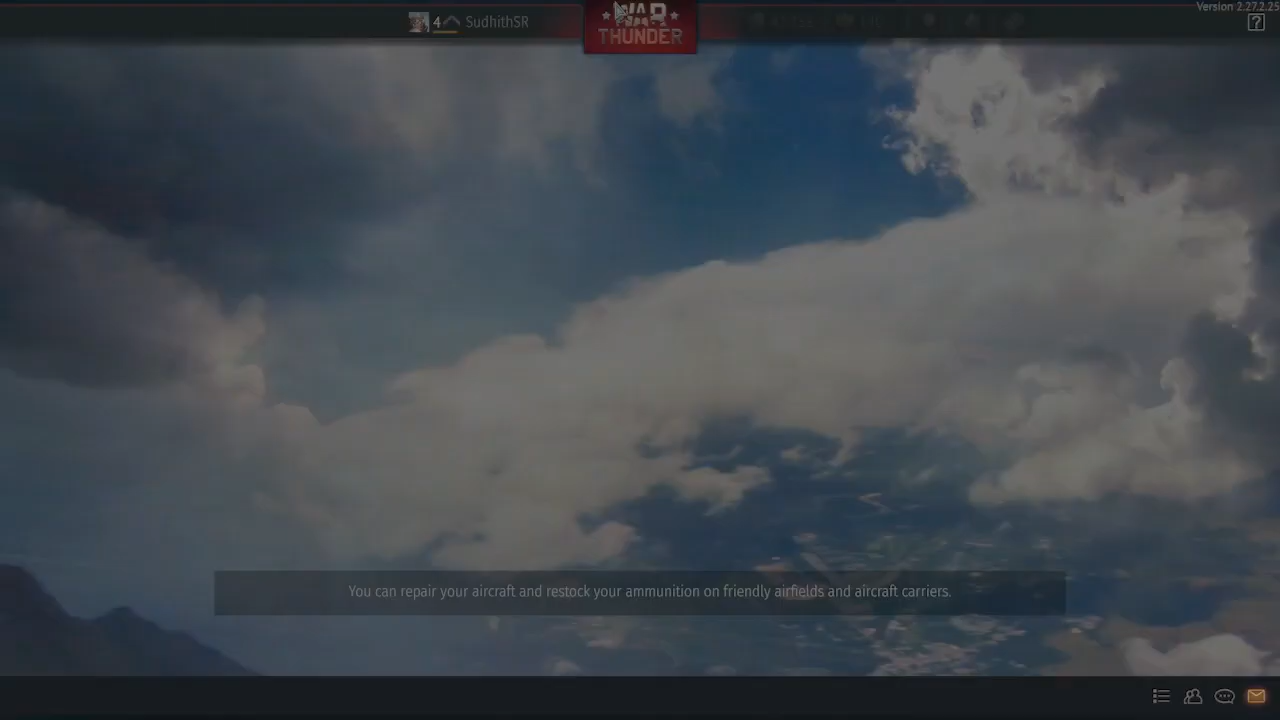 Version 2.27.2.25
4 SudhithSR
WAR
THUNDER
You can repair your aircraft and restock your ammunition on friendly airfields and aircraft carriers.